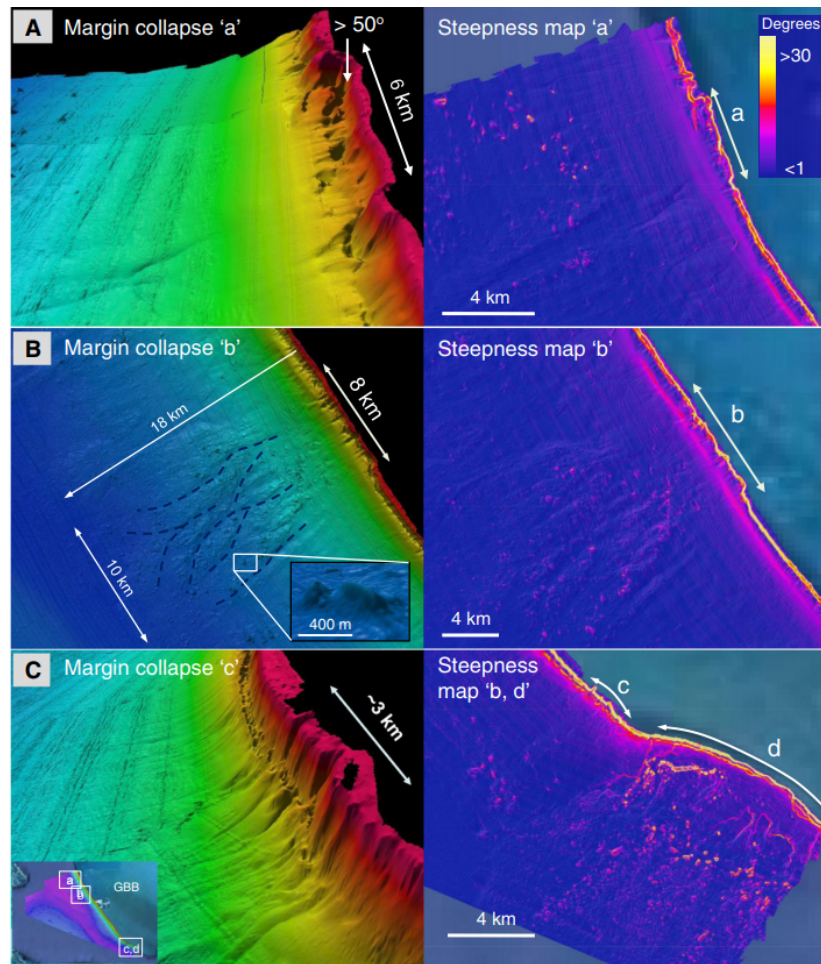 A Margin collapse ‘a’
> 50º
6 km
Steepness map ‘a’
Degrees
>30
<1
a
4 km
B Margin collapse ‘b’
18 km
8 km
10 km
400 m
Steepness map ‘b’
b
4 km
C Margin collapse ‘c’
~3 km
a
b
GBB
c,d
Steepness
map ‘b, d’
c
d
4 km